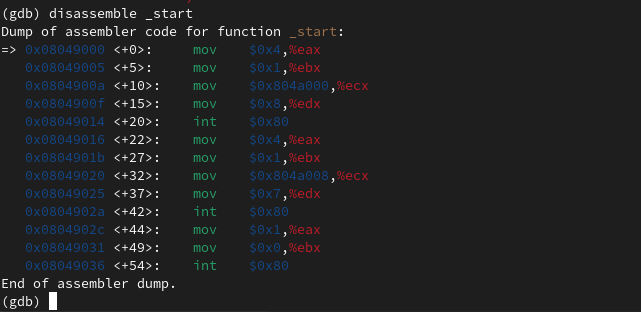 (gdb) disassemble _start
Dump of assembler code for function _start:
=> 0x08049000 <+0>:     mov    $0x4,%eax
   0x08049005 <+5>:     mov    $0x1,%ebx
   0x0804900a <+10>:    mov    $0x804a000,%ecx
   0x0804900f <+15>:    mov    $0x8,%edx
   0x08049014 <+20>:    int    $0x80
   0x08049016 <+22>:    mov    $0x4,%eax
   0x0804901b <+27>:    mov    $0x1,%ebx
   0x08049020 <+32>:    mov    $0x804a008,%ecx
   0x08049025 <+37>:    mov    $0x7,%edx
   0x0804902a <+42>:    int    $0x80
   0x0804902c <+44>:    mov    $0x1,%eax
   0x08049031 <+49>:    mov    $0x0,%ebx
   0x08049036 <+54>:    int    $0x80
End of assembler dump.
(gdb)